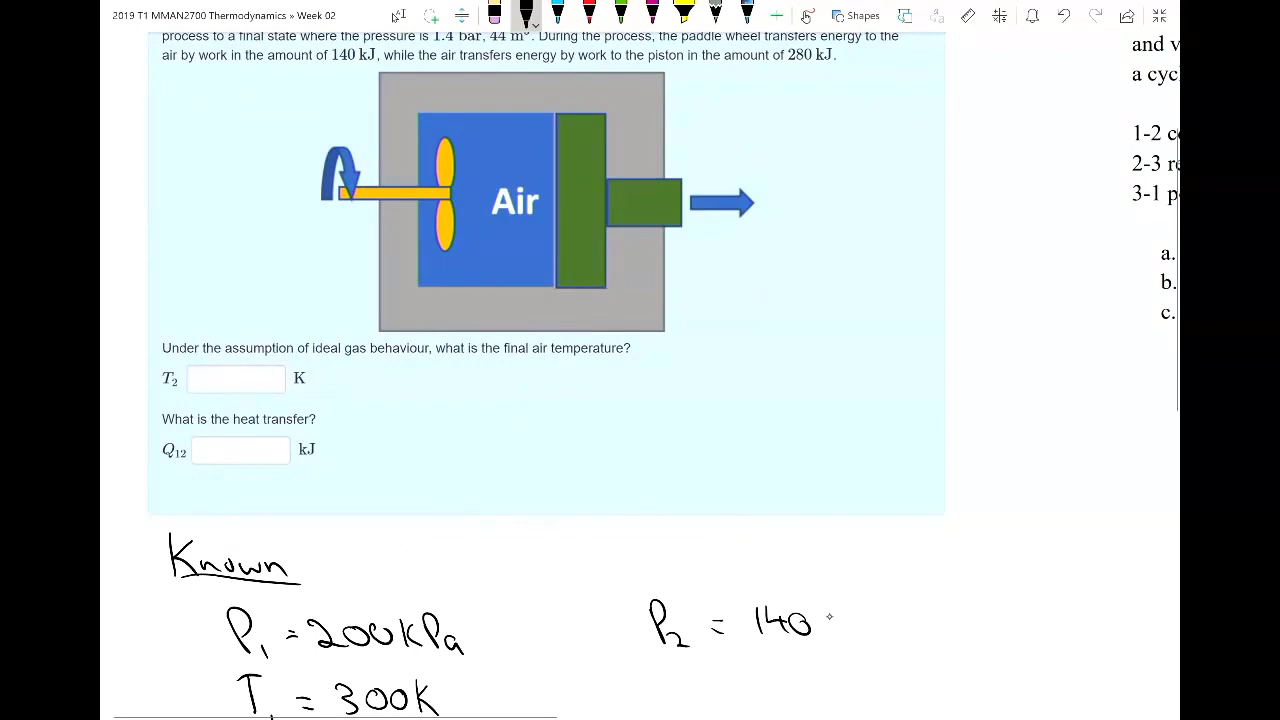 2019 T1 MMAN2700 Thermodynamics » Week 02
Shapes
process to a final state where the pressure is 1.4 bar, 44 m³. During the process, the paddle wheel transfers energy to the
air by work in the amount of 140 kJ, while the air transfers energy by work to the piston in the amount of 280 kJ.
Air
Under the assumption of ideal gas behaviour, what is the final air temperature?
T₂ K
What is the heat transfer?
Q₁₂ kJ
Known
P₁ = 200kPa
P₂ = 140
T₁ = 300K
and v
a cyc
1-2 c
2-3 re
3-1 p
a.
b.
c.